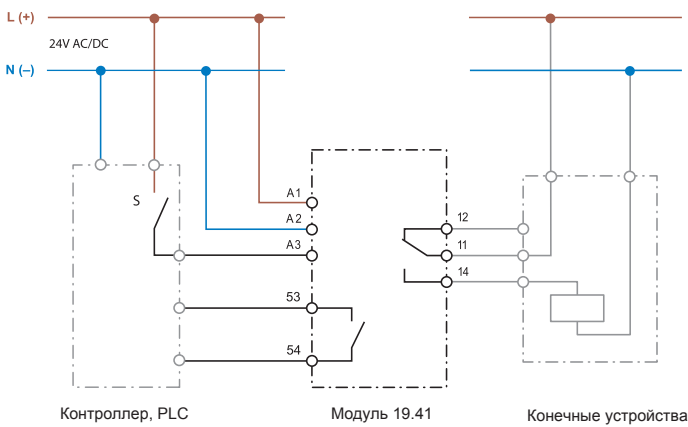 L (+)
24V AC/DC
N (–)
S
A1
A2
A3
12
11
14
53
54
Контроллер, PLC
Модуль 19.41
Конечные устройства